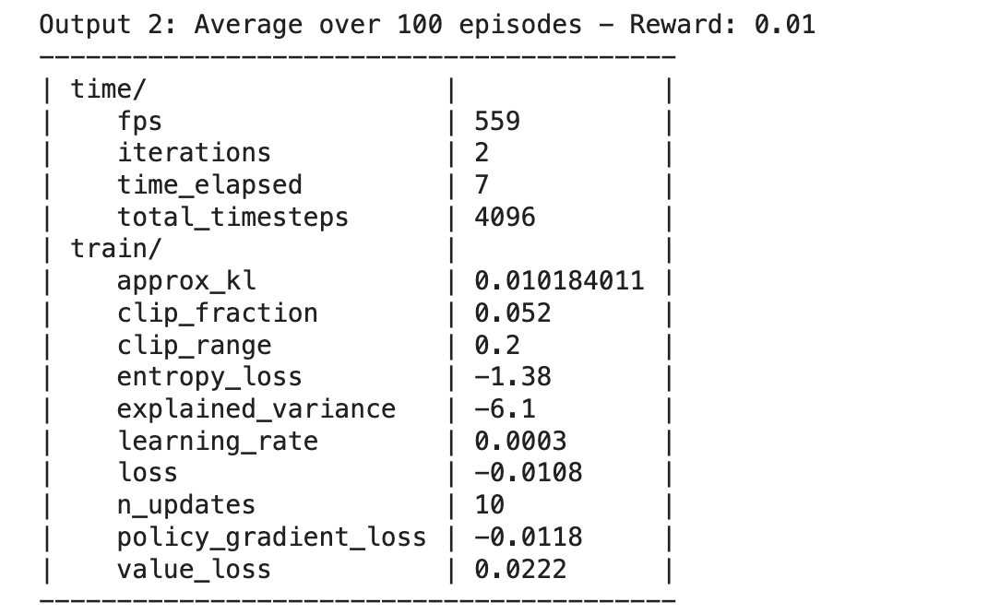 Output 2: Average over 100 episodes – Reward: 0.01
-----------------------------------------
| time/                   |             |
|    fps                  | 559         |
|    iterations           | 2           |
|    time_elapsed         | 7           |
|    total_timesteps      | 4096        |
| train/                  |             |
|    approx_kl            | 0.010184011 |
|    clip_fraction        | 0.052       |
|    clip_range           | 0.2         |
|    entropy_loss         | -1.38       |
|    explained_variance   | -6.1        |
|    learning_rate        | 0.0003      |
|    loss                 | -0.0108     |
|    n_updates            | 10          |
|    policy_gradient_loss | -0.0118     |
|    value_loss           | 0.0222      |
-----------------------------------------